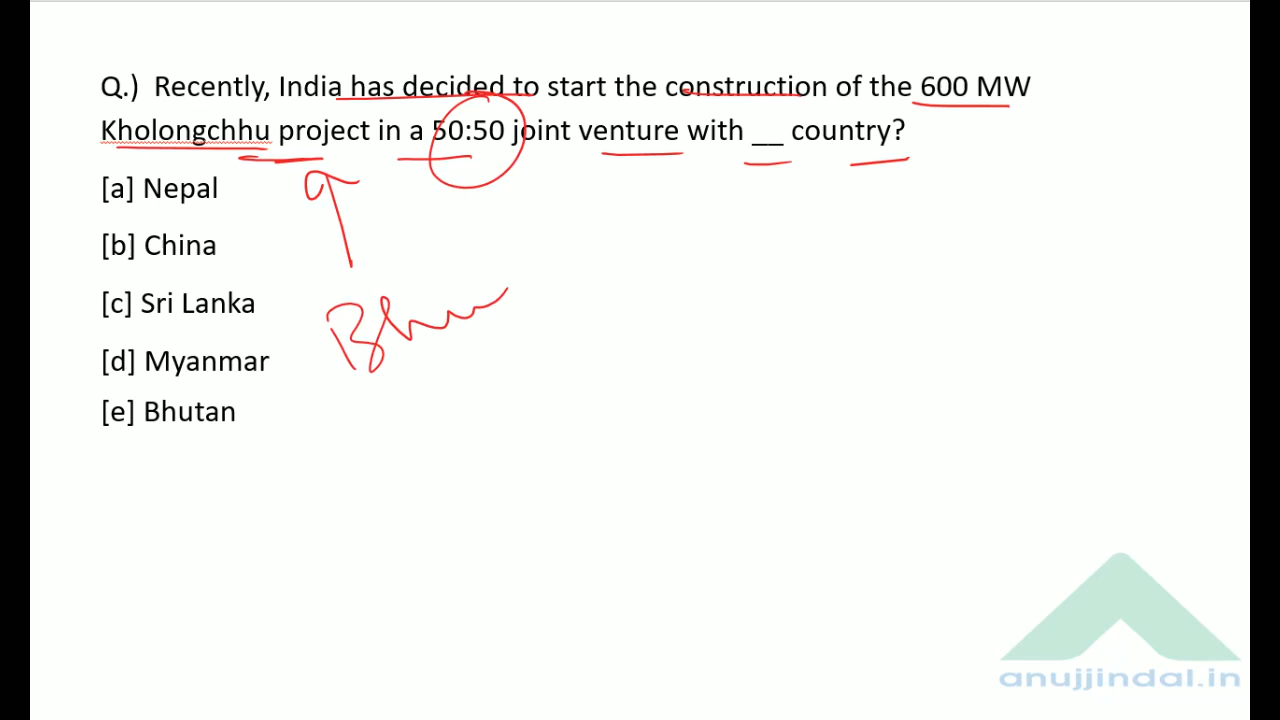 Q.) Recently, India has decided to start the construction of the 600 MW
Kholongchhu project in a 50:50 joint venture with __ country?
[a] Nepal
[b] China
[c] Sri Lanka
[d] Myanmar
[e] Bhutan
anujjindal.in